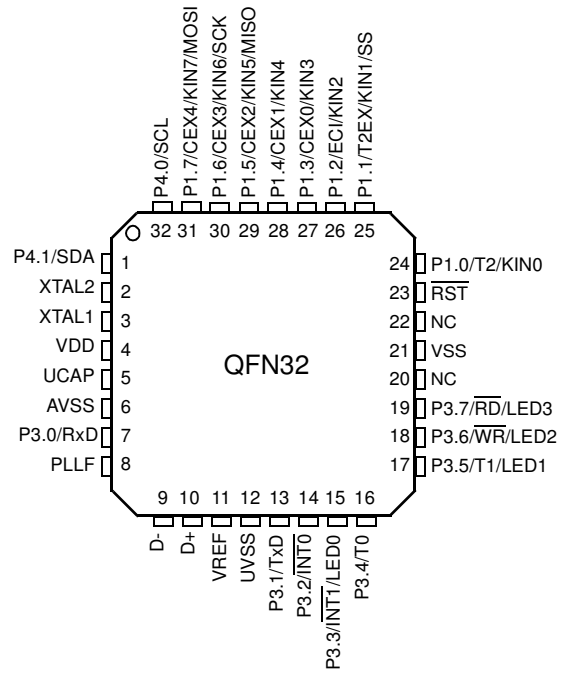 P4.0/SCL
P1.7/CEX4/KIN7/MOSI
P1.6/CEX3/KIN6/SCK
P1.5/CEX2/KIN5/MISO
P1.4/CEX1/KIN4
P1.3/CEX0/KIN3
P1.2/ECI/KIN2
P1.1/T2EX/KIN1/SS
32 31 30 29 28 27 26 25
P4.1/SDA 1
XTAL2 2
XTAL1 3
VDD 4
UCAP 5
AVSS 6
P3.0/RxD 7
PLLF 8
QFN32
24 P1.0/T2/KIN0
23 RST
22 NC
21 VSS
20 NC
19 P3.7/RD/LED3
18 P3.6/WR/LED2
17 P3.5/T1/LED1
9 10 11 12 13 14 15 16
D-
D+
VREF
UVSS
P3.1/TxD
P3.2/INT0
P3.3/INT1/LED0
P3.4/T0